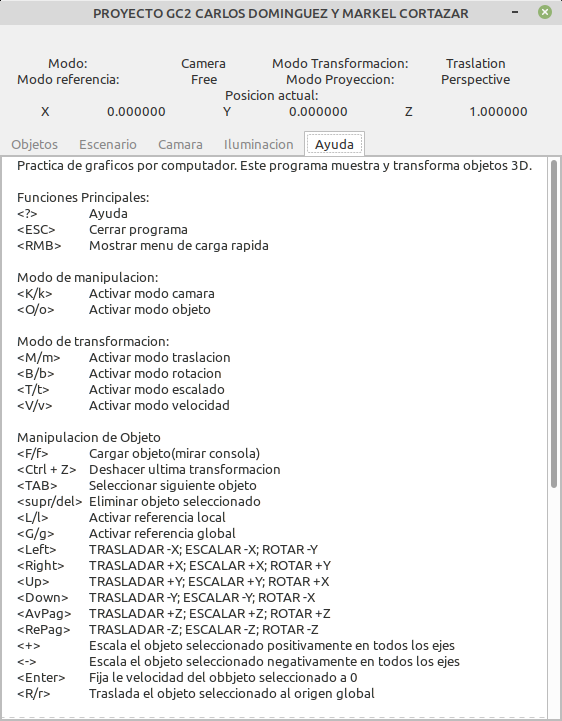 PROYECTO GC2 CARLOS DOMINGUEZ Y MARKEL CORTAZAR
Modo: Camera Modo Transformacion: Traslation
Modo referencia: Free Modo Proyeccion: Perspective
Posicion actual:
X 0.000000 Y 0.000000 Z 1.000000
Objetos Escenario Camara Iluminacion Ayuda
Practica de graficos por computador. Este programa muestra y transforma objetos 3D.
Funciones Principales:
<?> Ayuda
<ESC> Cerrar programa
<RMB> Mostrar menu de carga rapida
Modo de manipulacion:
<K/k> Activar modo camara
<O/o> Activar modo objeto
Modo de transformacion:
<M/m> Activar modo traslacion
<B/b> Activar modo rotacion
<T/t> Activar modo escalado
<V/v> Activar modo velocidad
Manipulacion de Objeto
<F/f> Cargar objeto(mirar consola)
<Ctrl + Z> Deshacer ultima transformacion
<TAB> Seleccionar siguiente objeto
<supr/del> Eliminar objeto seleccionado
<L/l> Activar referencia local
<G/g> Activar referencia global
<Left> TRASLADAR -X; ESCALAR -X; ROTAR -Y
<Right> TRASLADAR +X; ESCALAR +X; ROTAR +Y
<Up> TRASLADAR +Y; ESCALAR +Y; ROTAR +X
<Down> TRASLADAR -Y; ESCALAR -Y; ROTAR -X
<AvPag> TRASLADAR +Z; ESCALAR +Z; ROTAR +Z
<RePag> TRASLADAR -Z; ESCALAR -Z; ROTAR -Z
<+> Escala el objeto seleccionado positivamente en todos los ejes
<-> Escala el objeto seleccionado negativamente en todos los ejes
<Enter> Fija le velocidad del obbjeto seleccionado a 0
<R/r> Traslada el objeto seleccionado al origen global